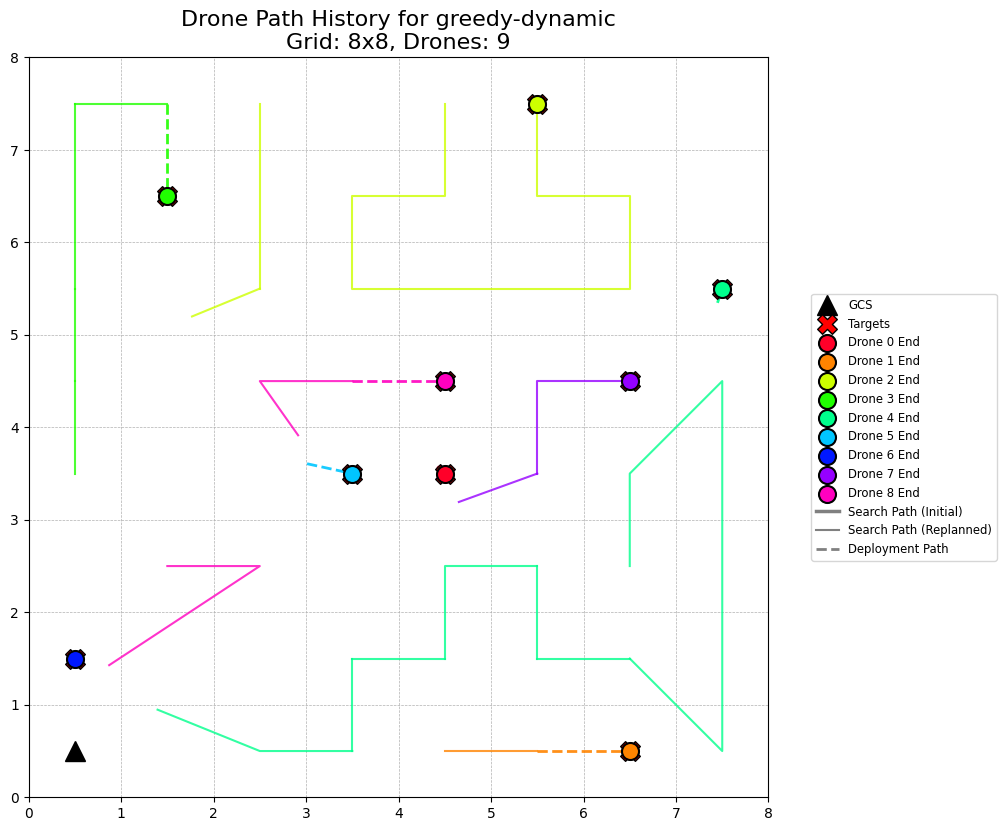 Drone Path History for greedy-dynamic
Grid: 8x8, Drones: 9
8
7
6
5
4
3
2
1
0
0 1 2 3 4 5 6 7 8
GCS
Targets
Drone 0 End
Drone 1 End
Drone 2 End
Drone 3 End
Drone 4 End
Drone 5 End
Drone 6 End
Drone 7 End
Drone 8 End
Search Path (Initial)
Search Path (Replanned)
Deployment Path